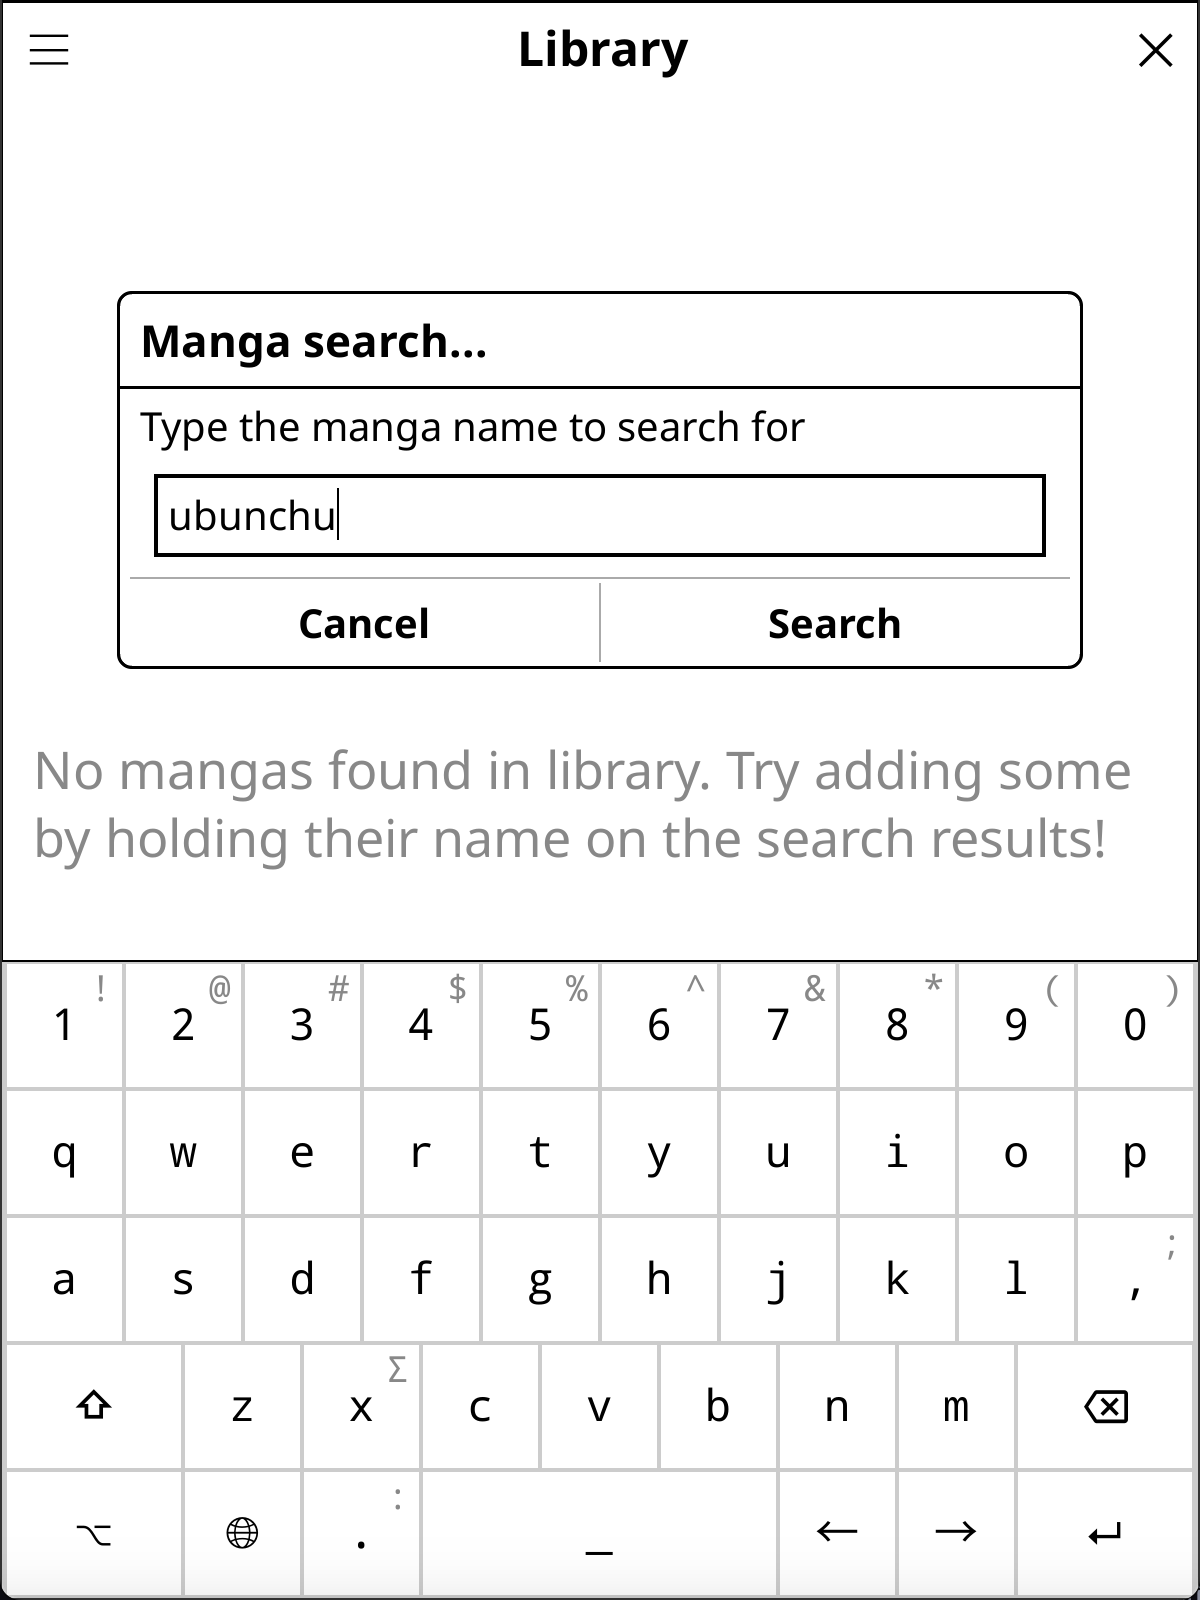 Library
Manga search...
Type the manga name to search for
ubunchu
Cancel Search
No mangas found in library. Try adding some
by holding their name on the search results!
! @ # $ % ^ & * ( )
1 2 3 4 5 6 7 8 9 0
q w e r t y u i o p
a s d f g h j k l , ;
z x Σ c v b n m
. : _ ← →